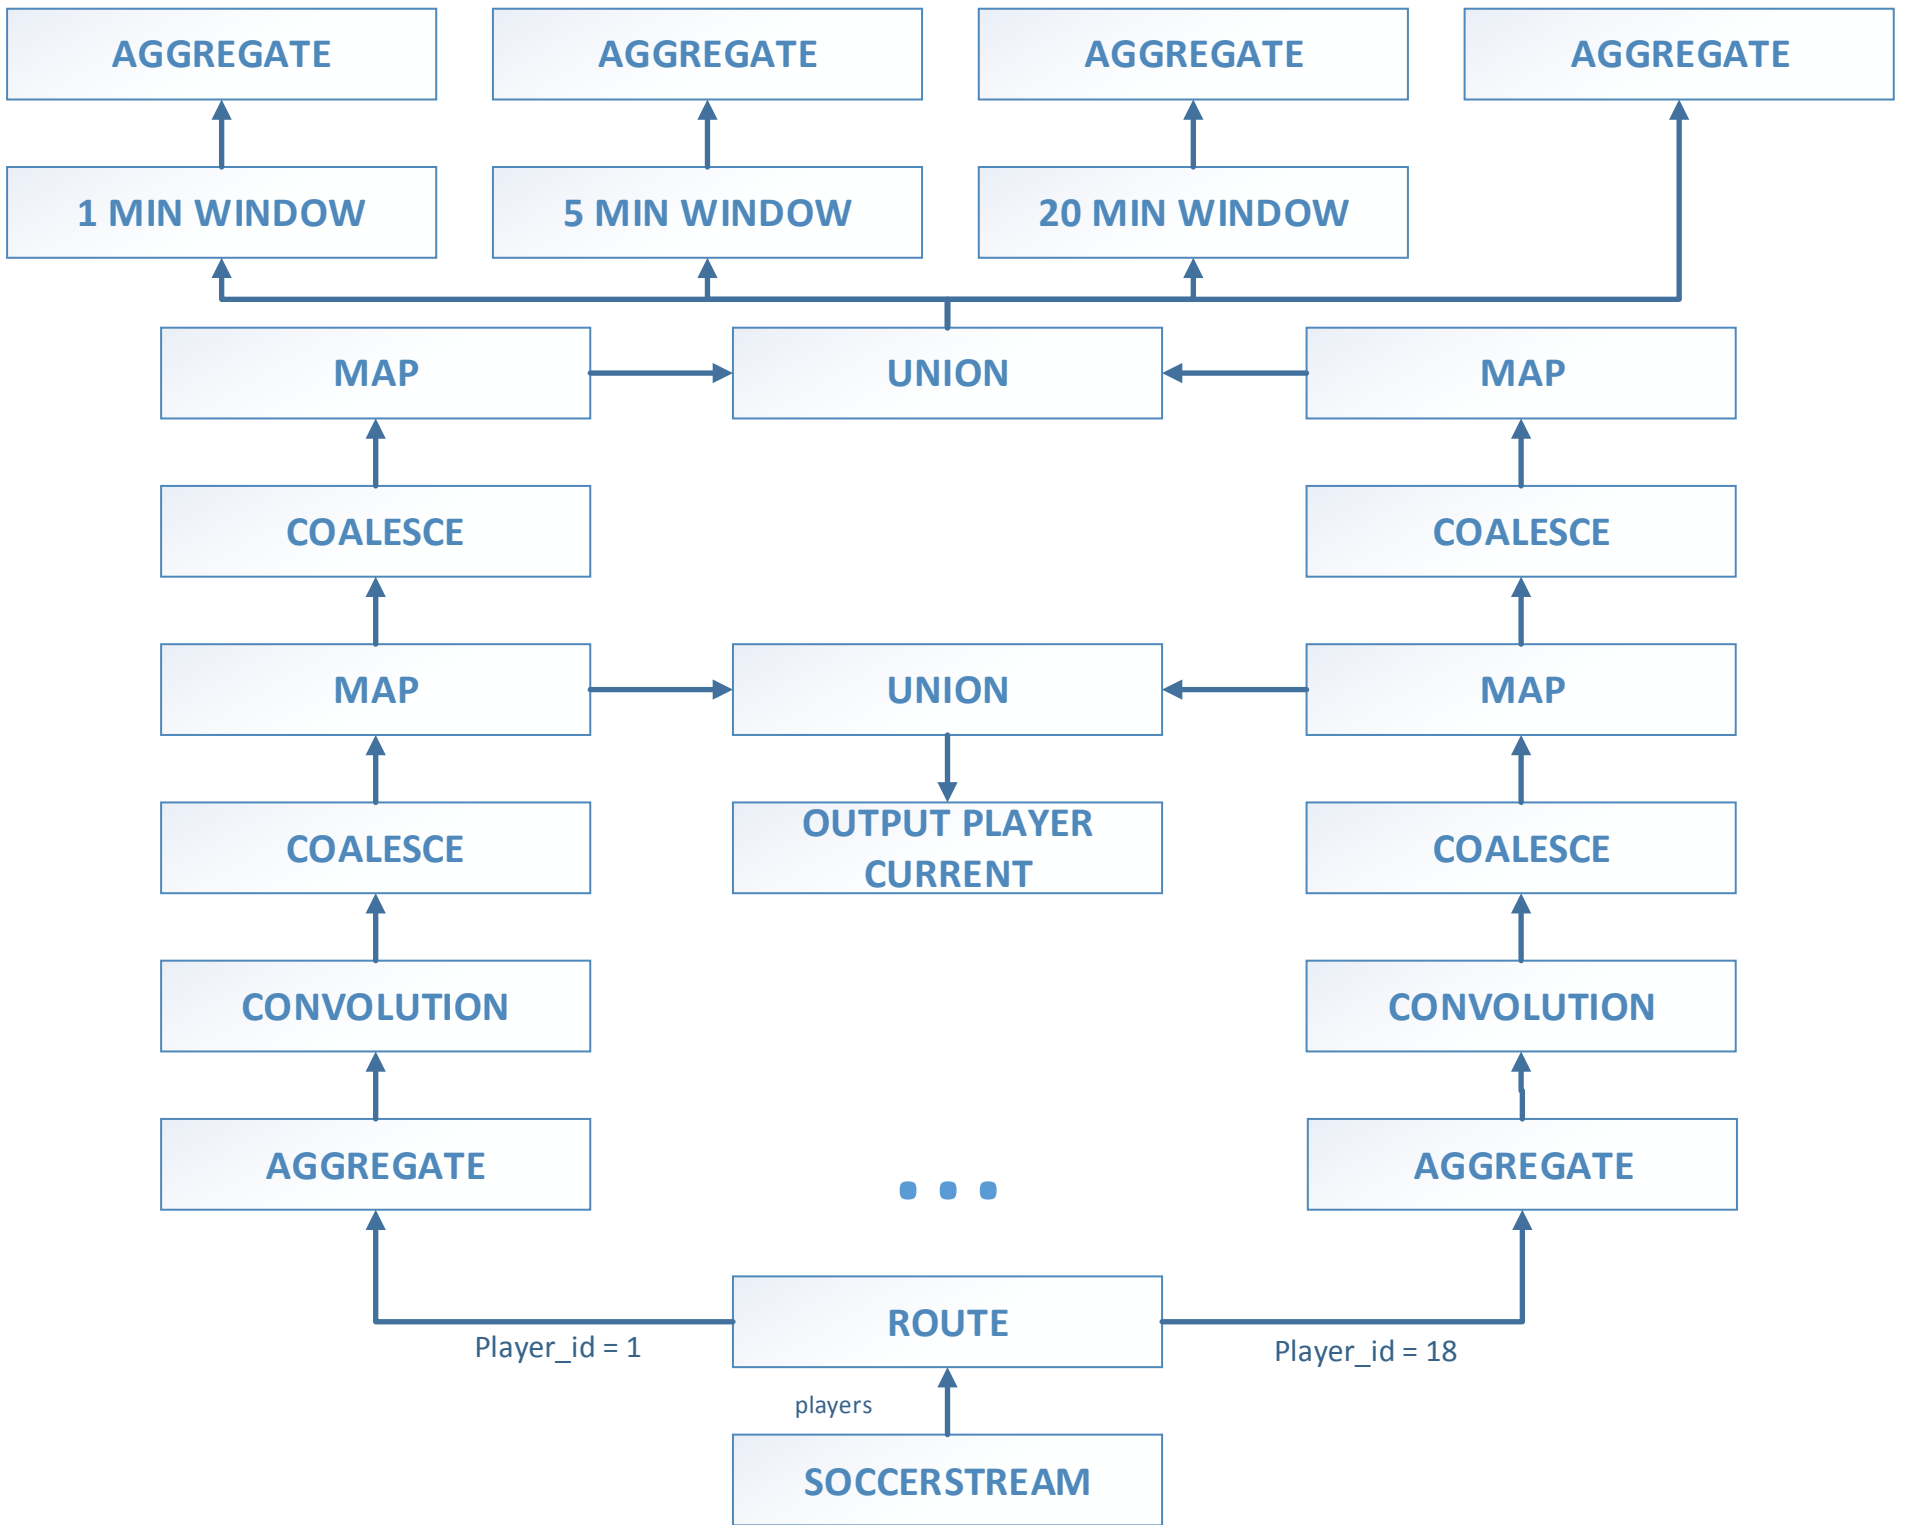 AGGREGATE
AGGREGATE
AGGREGATE
AGGREGATE
1 MIN WINDOW
5 MIN WINDOW
20 MIN WINDOW
MAP
UNION
MAP
COALESCE
COALESCE
MAP
UNION
MAP
COALESCE
OUTPUT PLAYER
CURRENT
COALESCE
CONVOLUTION
CONVOLUTION
AGGREGATE
...
AGGREGATE
ROUTE
Player_id = 1
Player_id = 18
players
SOCCERSTREAM